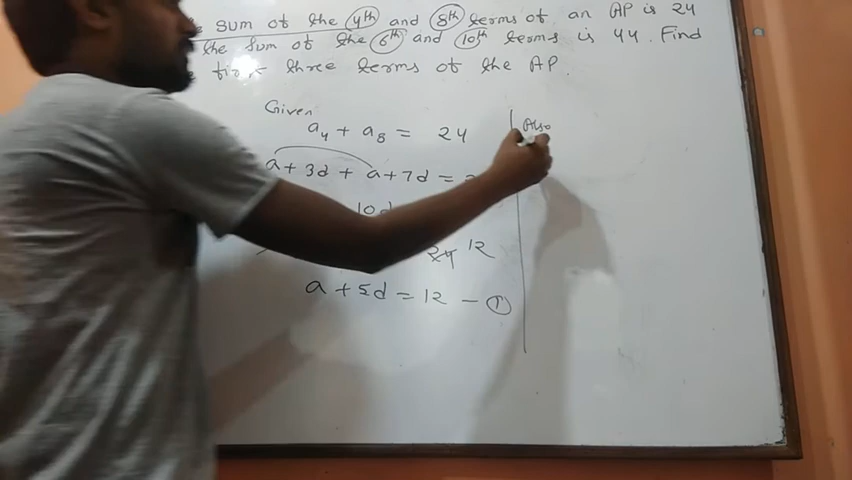 sum of the 4th and 8th terms of an AP is 24
the sum of the 6th and 10th terms is 44. Find
three terms of the AP.
Given
a4 + a8 = 24
a + 3d + a + 7d =
10d
24 12
a + 5d = 12 — 1
Also